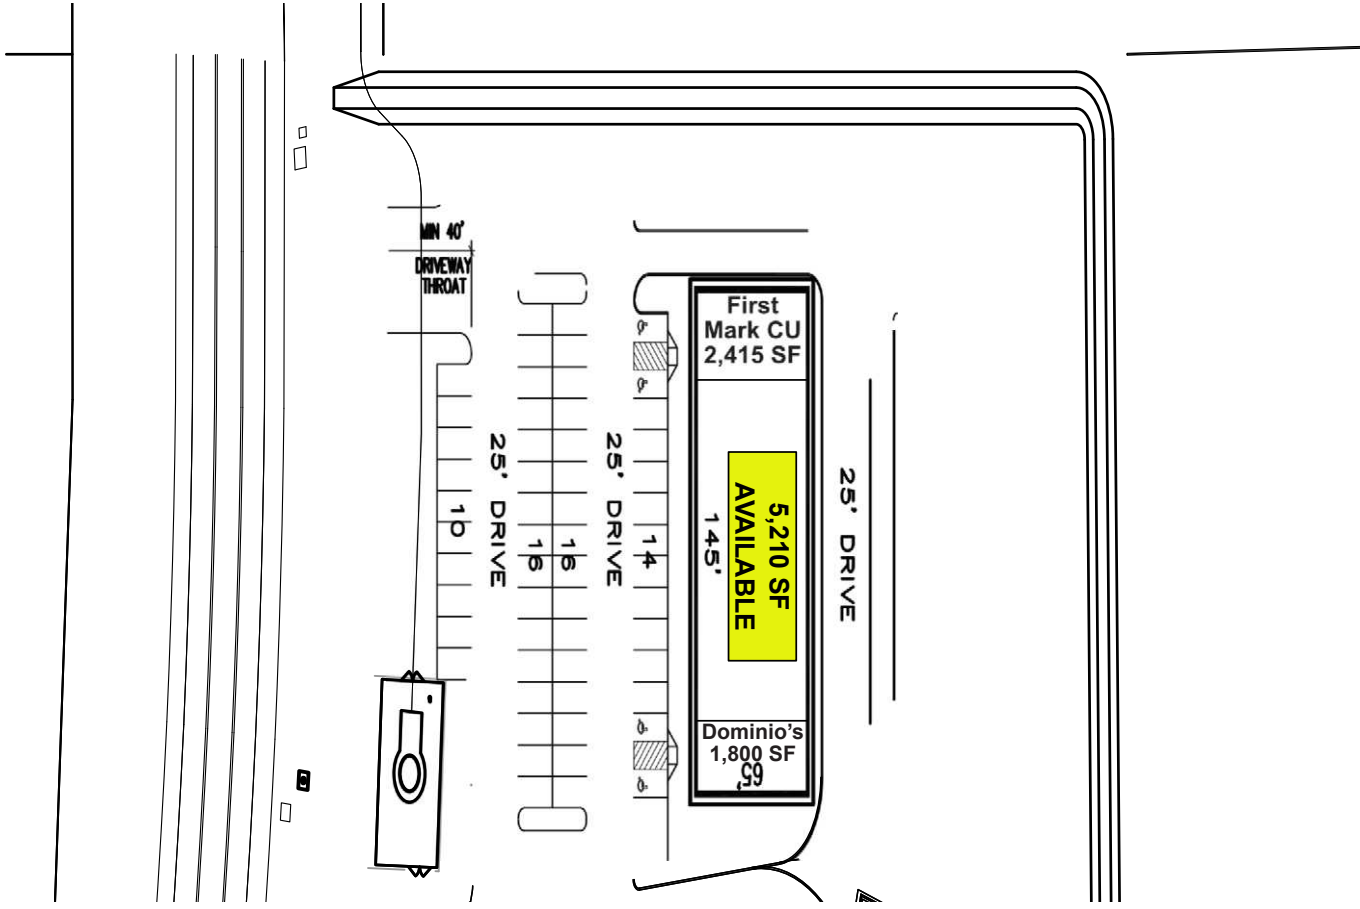 MIN 40'
DRIVEWAY
THROAT
First
Mark CU
2,415 SF
25' DRIVE
25' DRIVE
25' DRIVE
10
16
16
14
145'
5,210 SF
AVAILABLE
Dominio's
1,800 SF
65'